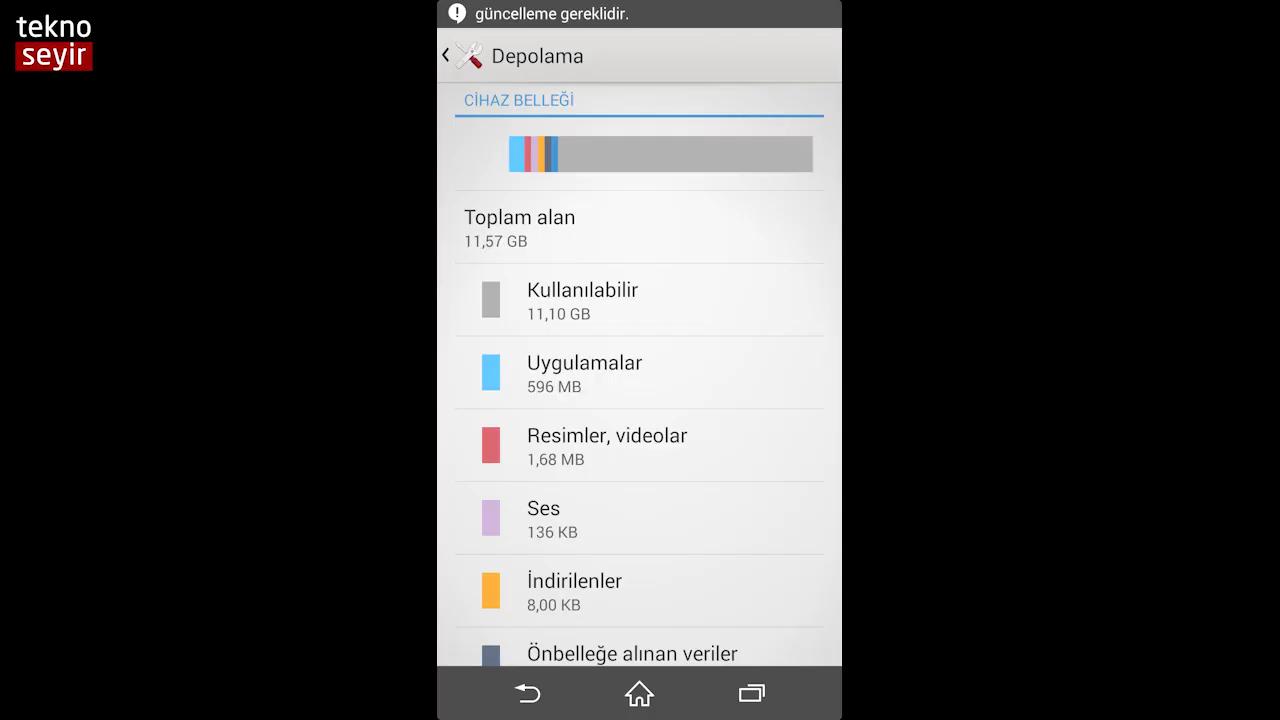 tekno
seyir
güncelleme gereklidir.
Depolama
CİHAZ BELLEĞİ
Toplam alan
11,57 GB
Kullanılabilir
11,10 GB
Uygulamalar
596 MB
Resimler, videolar
1,68 MB
Ses
136 KB
İndirilenler
8,00 KB
Önbelleğe alınan veriler